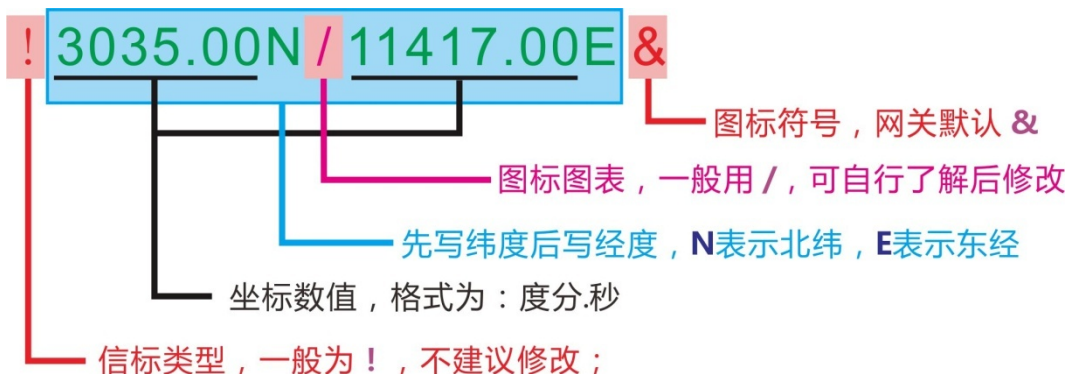 !3035.00N/11417.00E&
图标符号，网关默认 &
图标图表，一般用 /，可自行了解后修改
先写纬度后写经度，N表示北纬，E表示东经
坐标数值，格式为：度分.秒
信标类型，一般为 !，不建议修改；